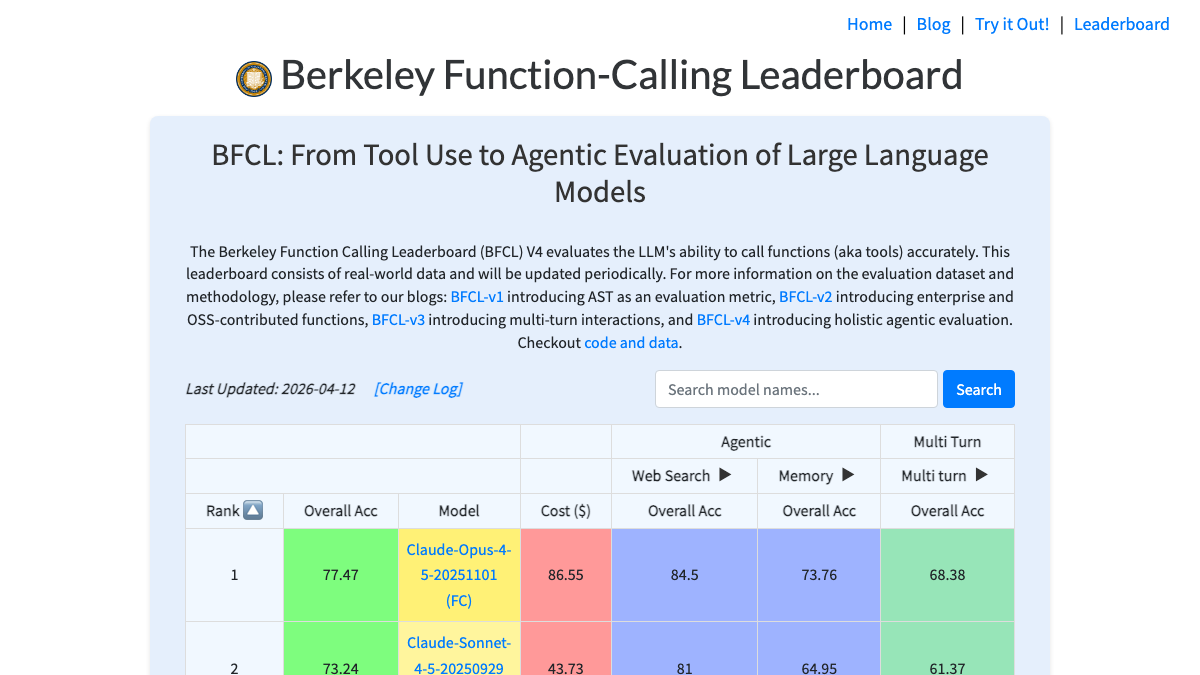 Home | Blog | Try it Out! | Leaderboard
Berkeley Function-Calling Leaderboard
BFCL: From Tool Use to Agentic Evaluation of Large Language
Models
The Berkeley Function Calling Leaderboard (BFCL) V4 evaluates the LLM's ability to call functions (aka tools) accurately. This
leaderboard consists of real-world data and will be updated periodically. For more information on the evaluation dataset and
methodology, please refer to our blogs: BFCL-v1 introducing AST as an evaluation metric, BFCL-v2 introducing enterprise and
OSS-contributed functions, BFCL-v3 introducing multi-turn interactions, and BFCL-v4 introducing holistic agentic evaluation.
Checkout code and data.
Last Updated: 2026-04-12 [Change Log] Search model names... Search
Agentic Multi Turn
Web Search ▶ Memory ▶ Multi turn ▶
Rank 🔼 Overall Acc Model Cost ($) Overall Acc Overall Acc Overall Acc
Claude-Opus-4-
1 77.47 5-20251101 86.55 84.5 73.76 68.38
(FC)
Claude-Sonnet-
2 73.24 4-5-20250929 43.73 81 64.95 61.37